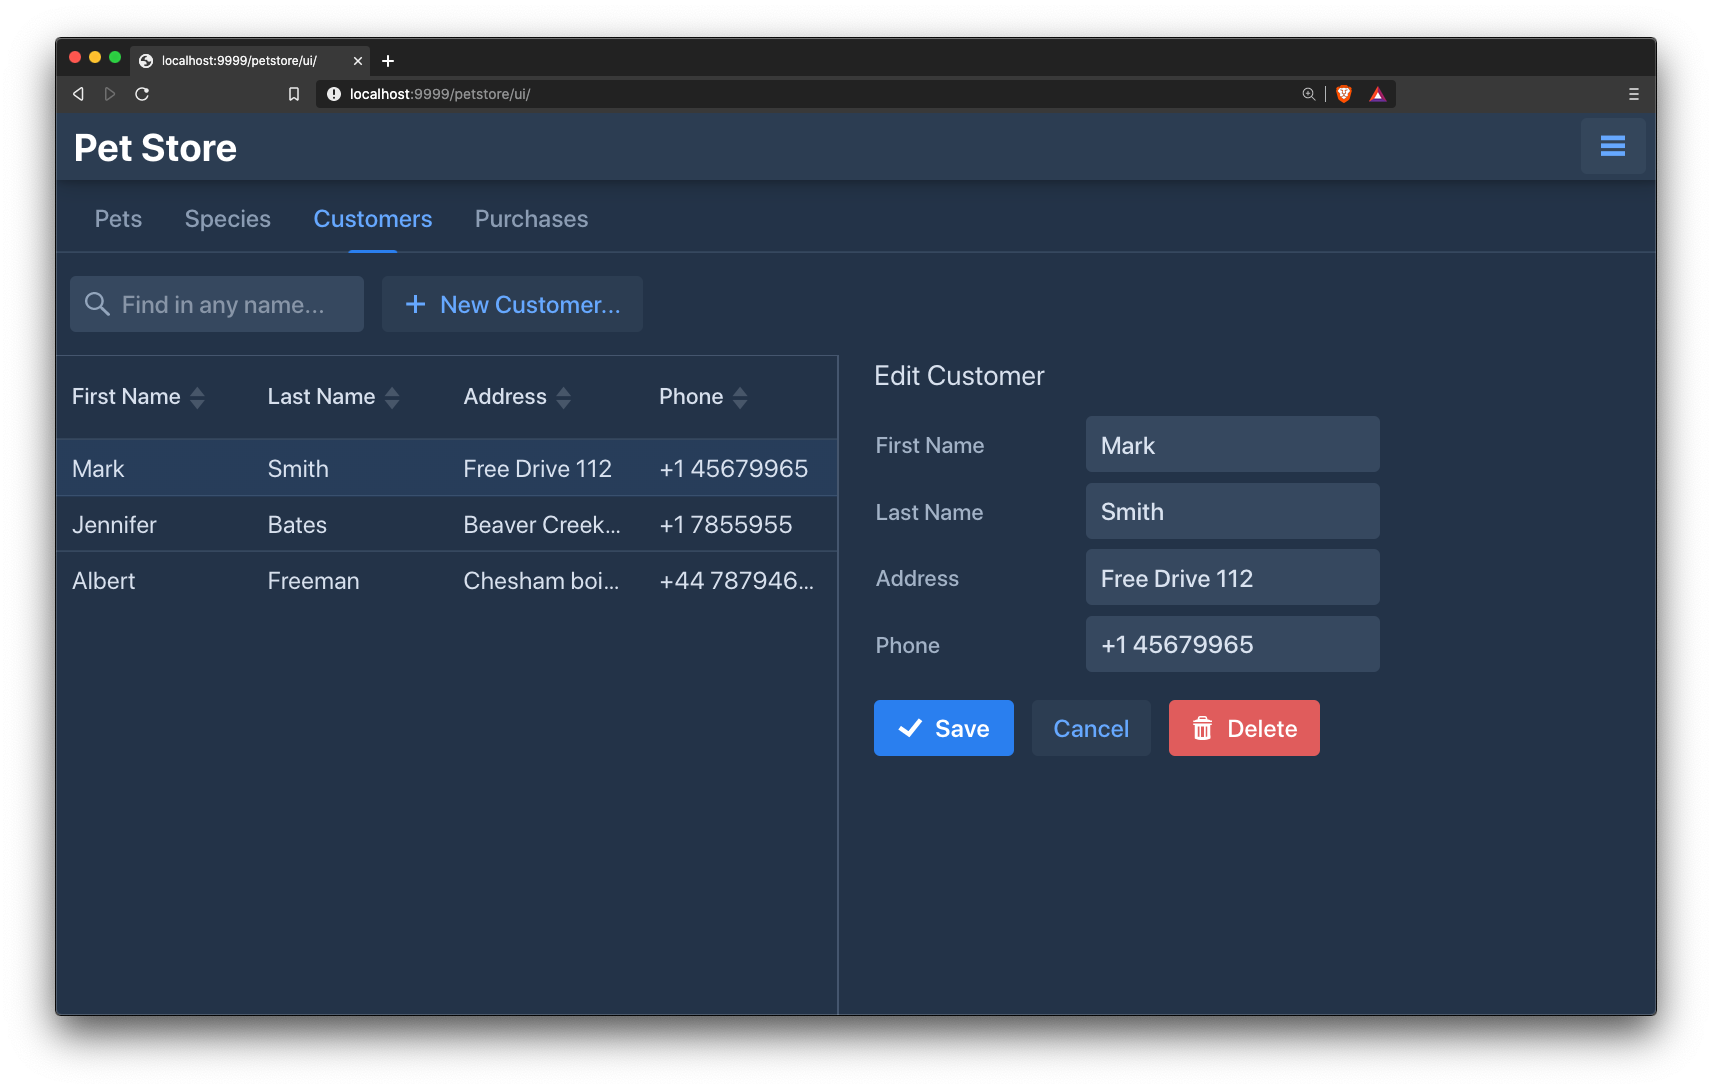 localhost:9999/petstore/ui/
localhost:9999/petstore/ui/
Pet Store
Pets Species Customers Purchases
Find in any name... + New Customer...
First Name Last Name Address Phone
Mark Smith Free Drive 112 +1 45679965
Jennifer Bates Beaver Creek... +1 7855955
Albert Freeman Chesham boi... +44 787946...
Edit Customer
First Name Mark
Last Name Smith
Address Free Drive 112
Phone +1 45679965
Save Cancel Delete